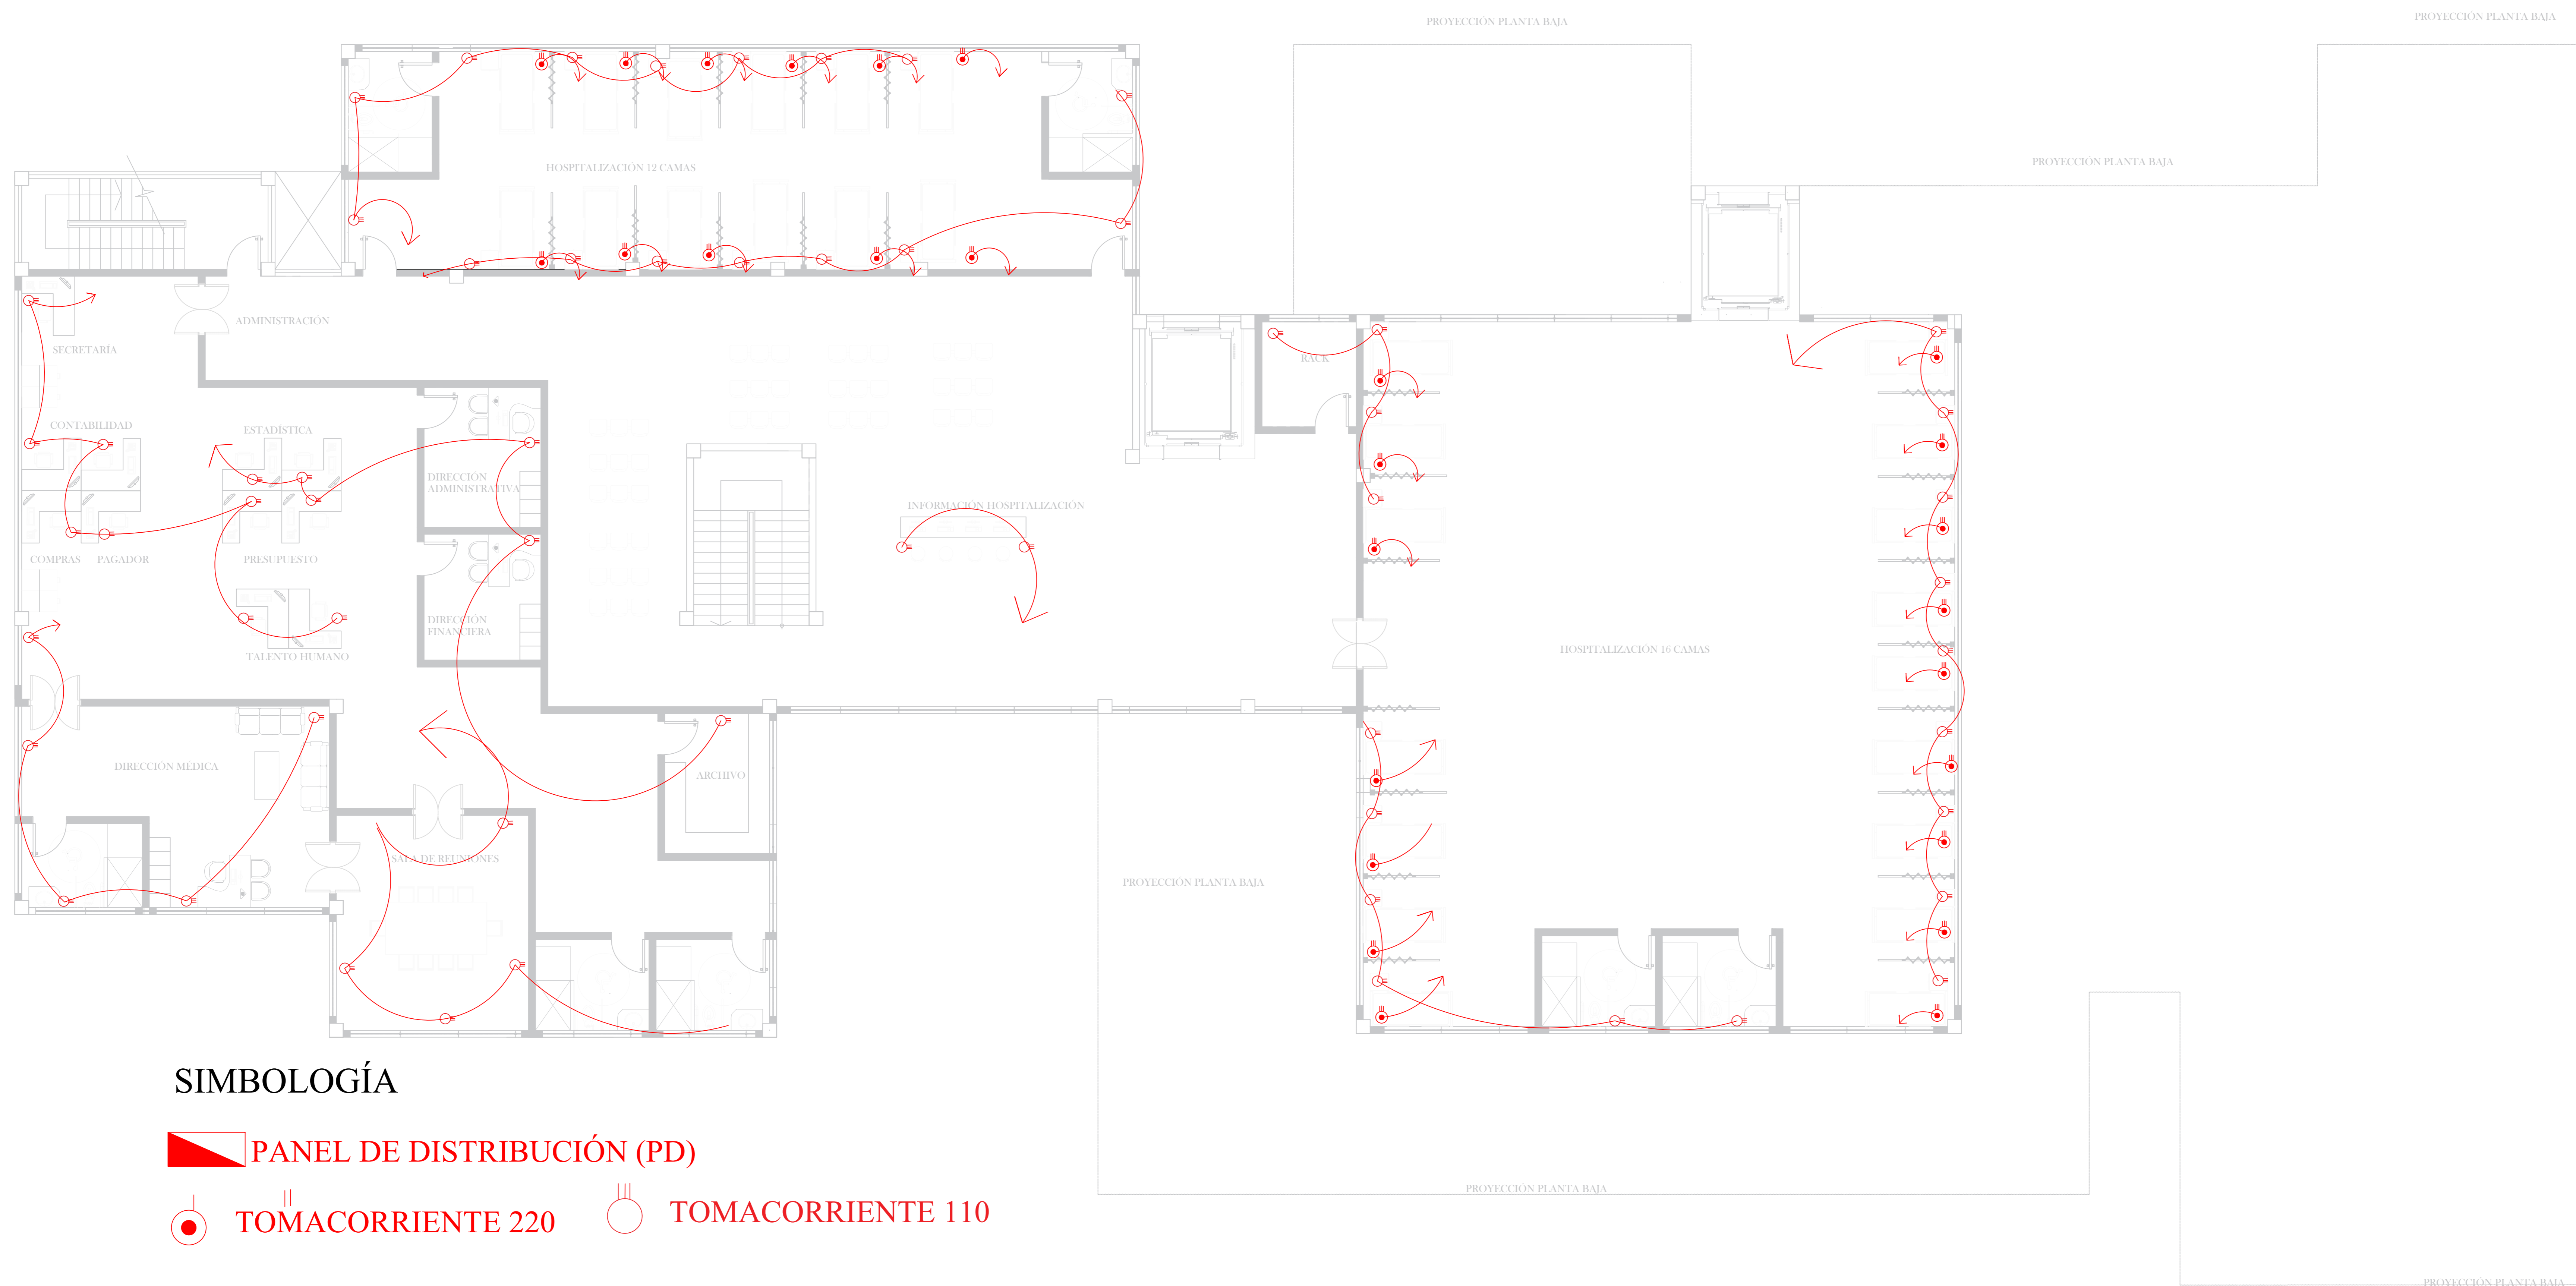 PROYECCIÓN PLANTA BAJA
PROYECCIÓN PLANTA BAJA
PROYECCIÓN PLANTA BAJA
HOSPITALIZACIÓN 12 CAMAS
ADMINISTRACIÓN
SECRETARÍA
RACK
CONTABILIDAD
ESTADÍSTICA
DIRECCIÓN
ADMINISTRATIVA
INFORMACIÓN HOSPITALIZACIÓN
COMPRAS
PAGADOR
PRESUPUESTO
DIRECCIÓN
FINANCIERA
TALENTO HUMANO
HOSPITALIZACIÓN 16 CAMAS
DIRECCIÓN MÉDICA
ARCHIVO
SALA DE REUNIONES
PROYECCIÓN PLANTA BAJA
PROYECCIÓN PLANTA BAJA
PROYECCIÓN PLANTA BAJA
SIMBOLOGÍA
PANEL DE DISTRIBUCIÓN (PD)
TOMACORRIENTE 220
TOMACORRIENTE 110